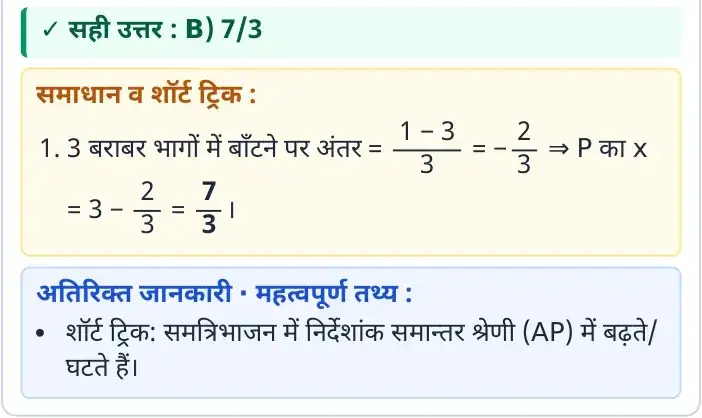 ✓ सही उत्तर : B) 7/3
समाधान व शॉर्ट ट्रिक :
1. 3 बराबर भागों में बाँटने पर अंतर = (1 − 3)/3 = −2/3 ⇒ P का x
= 3 − 2/3 = 7/3 ।
अतिरिक्त जानकारी · महत्वपूर्ण तथ्य :
• शॉर्ट ट्रिक: समत्रिभाजन में निर्देशांक समान्तर श्रेणी (AP) में बढ़ते/
घटते हैं।